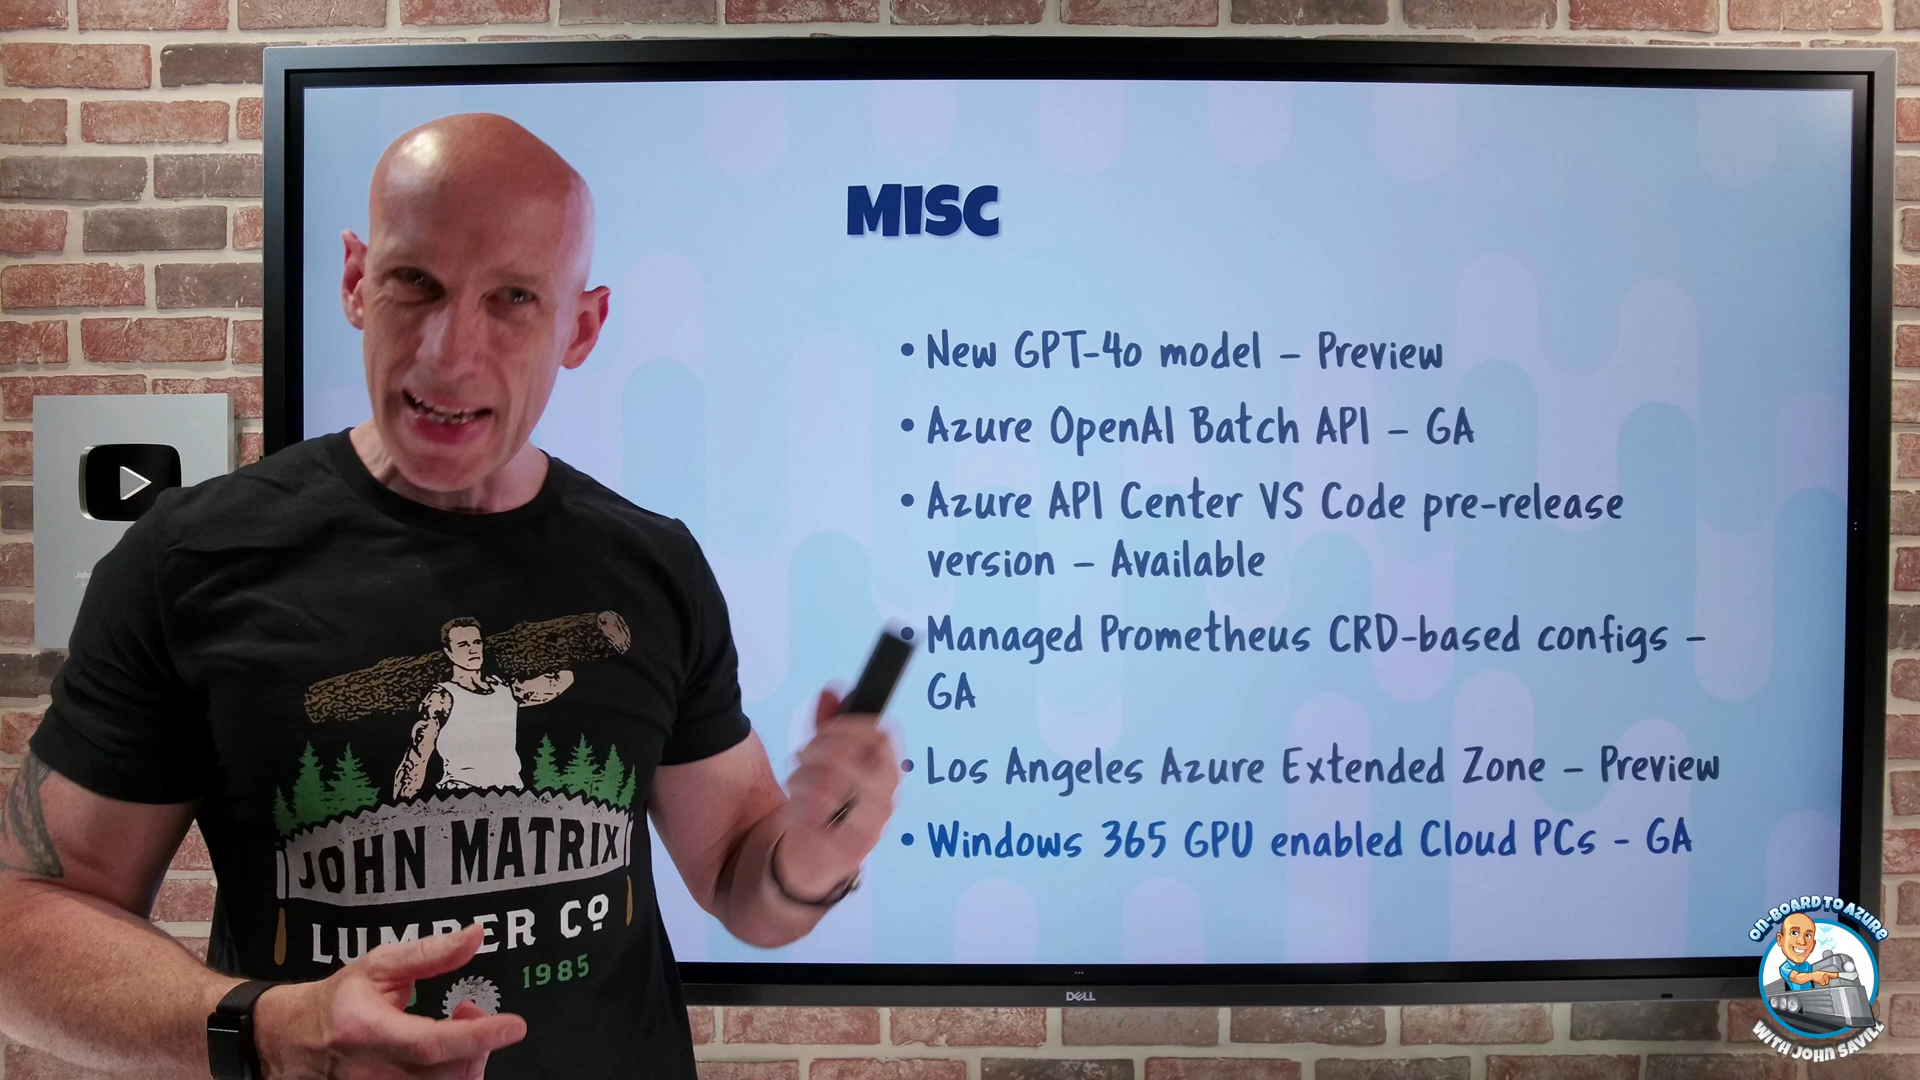 MISC
• New GPT-4o model – Preview
• Azure OpenAI Batch API – GA
• Azure API Center VS Code pre-release
version – Available
• Managed Prometheus CRD-based configs –
GA
• Los Angeles Azure Extended Zone – Preview
• Windows 365 GPU enabled Cloud PCs - GA
JOHN MATRIX
LUMBER CO
1985
DELL
ON-BOARD TO AZURE
WITH JOHN SAVILL